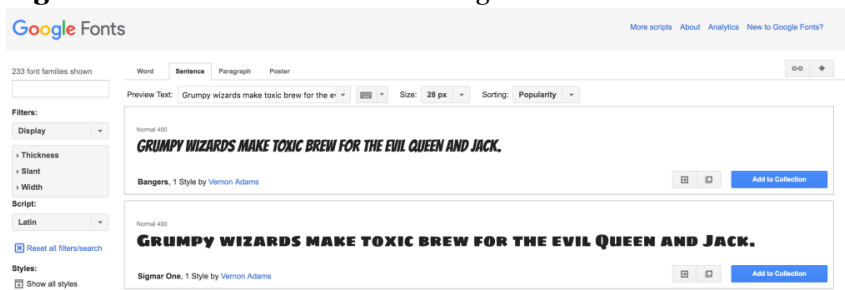 Google Fonts
More scripts About Analytics New to Google Fonts?
233 font families shown
Word Sentence Paragraph Poster
Preview Text: Grumpy wizards make toxic brew for the Size: 28 px Sorting: Popularity
Filters:
Display
Thickness
Slant
Width
Script:
Latin
Reset all filters/search
Styles:
Show all styles
Normal 400
GRUMPY WIZARDS MAKE TOXIC BREW FOR THE EVIL QUEEN AND JACK.
Bangers, 1 Style by Vernon Adams Add to Collection
Normal 400
GRUMPY WIZARDS MAKE TOXIC BREW FOR THE EVIL QUEEN AND JACK.
Sigmar One, 1 Style by Vernon Adams Add to Collection